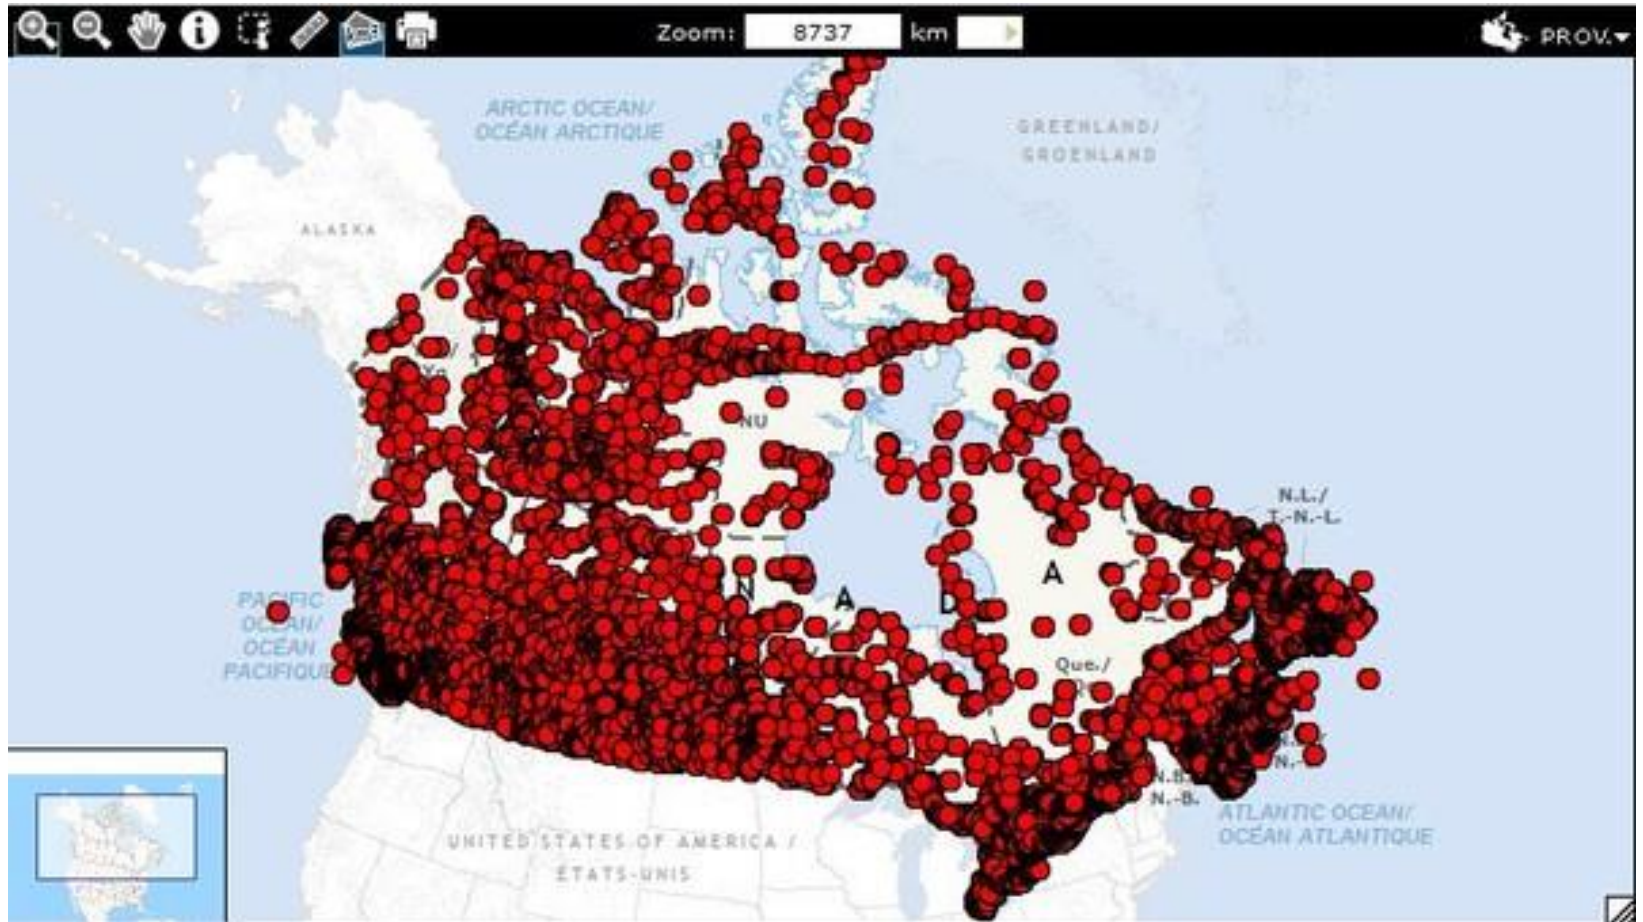 Zoom: 8737 km
PROV.
ARCTIC OCEAN/
OCÉAN ARCTIQUE
GREENLAND/
GROENLAND
ALASKA
NU
N.L./
T.-N.-L.
PACIFIC
OCEAN/
OCÉAN
PACIFIQUE
N A D A
Que./
N.B.
N.-B.
ATLANTIC OCEAN/
OCÉAN ATLANTIQUE
UNITED STATES OF AMERICA /
ÉTATS-UNIS